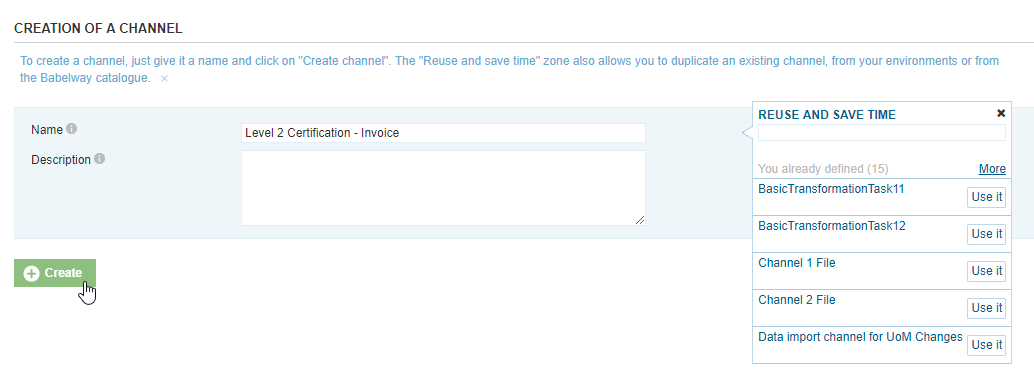 CREATION OF A CHANNEL
To create a channel, just give it a name and click on "Create channel". The "Reuse and save time" zone also allows you to duplicate an existing channel, from your environments or from
the Babelway catalogue. ×
Name
Level 2 Certification - Invoice
Description
Create
REUSE AND SAVE TIME
You already defined (15) More
BasicTransformationTask11 Use it
BasicTransformationTask12 Use it
Channel 1 File Use it
Channel 2 File Use it
Data import channel for UoM Changes Use it